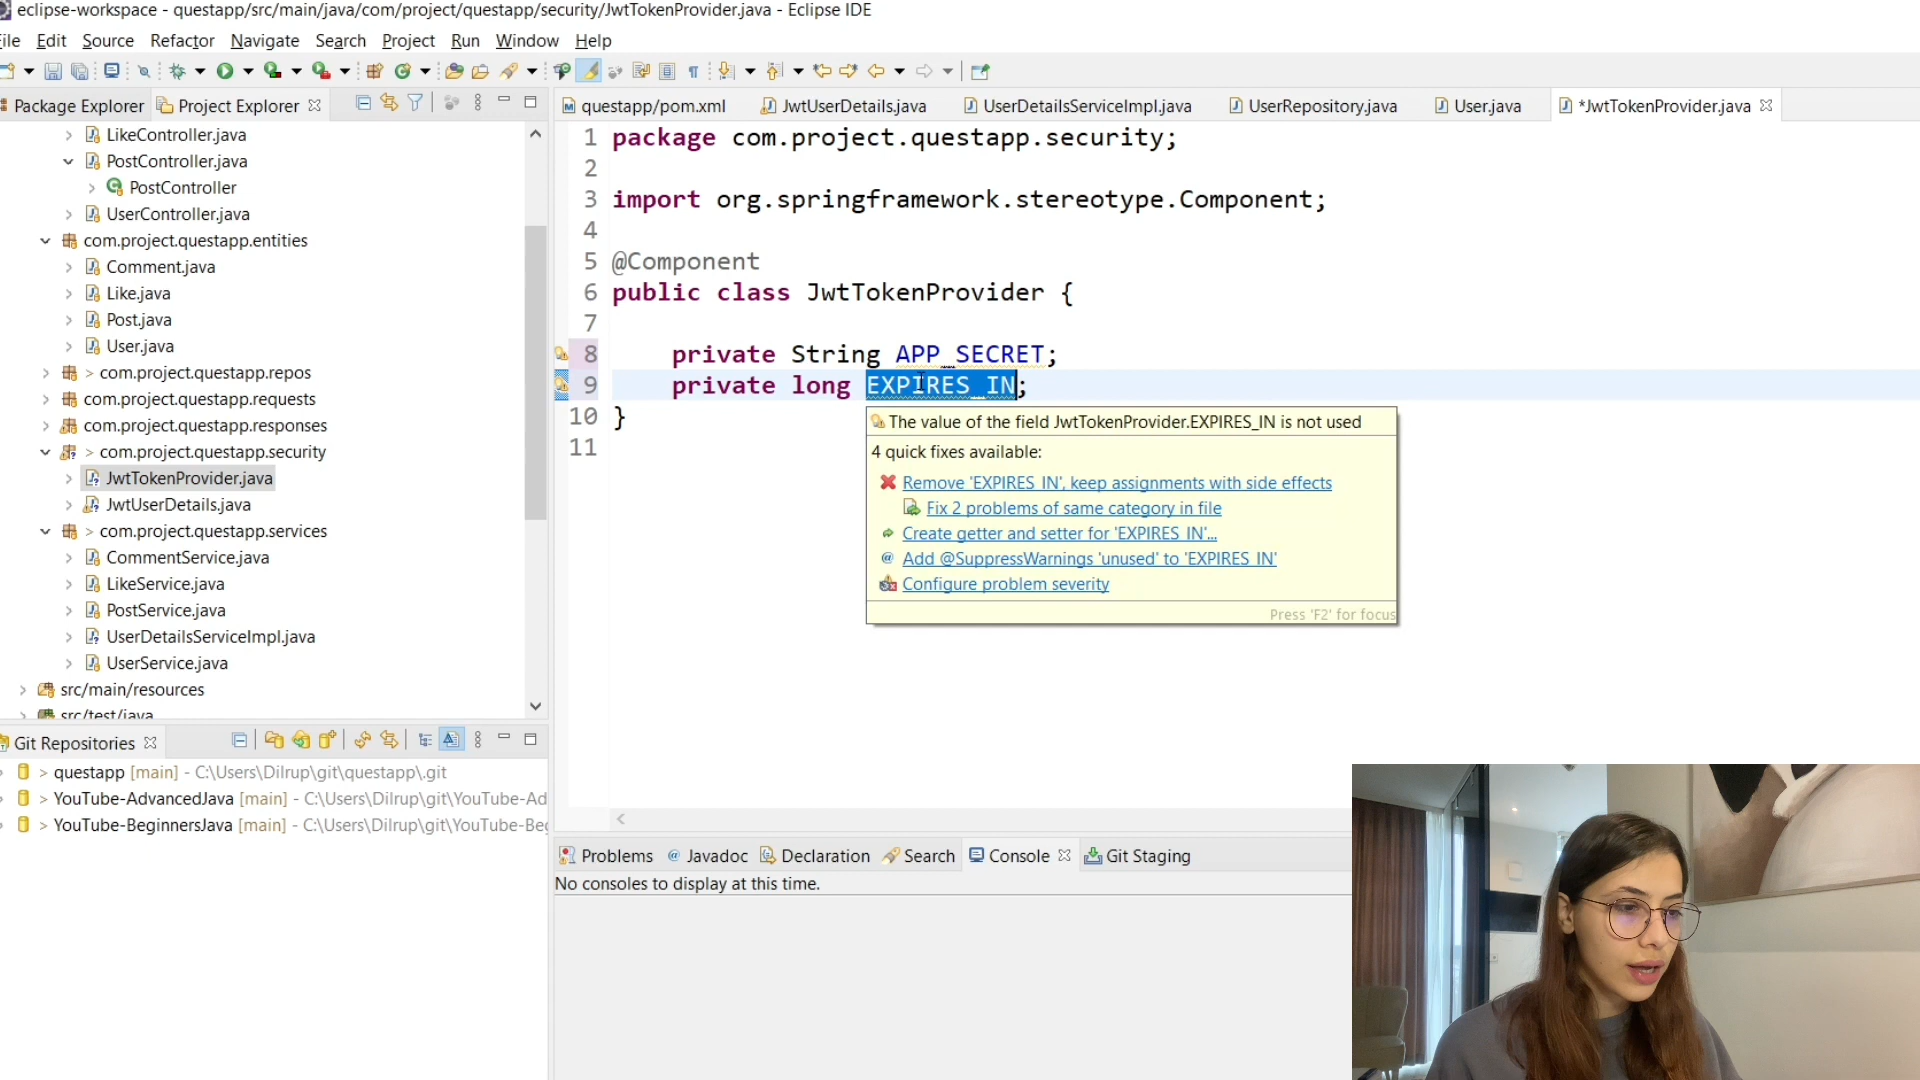 eclipse-workspace - questapp/src/main/java/com/project/questapp/security/JwtTokenProvider.java - Eclipse IDE
File Edit Source Refactor Navigate Search Project Run Window Help
Package Explorer Project Explorer
LikeController.java
PostController.java
PostController
UserController.java
com.project.questapp.entities
Comment.java
Like.java
Post.java
User.java
> com.project.questapp.repos
com.project.questapp.requests
com.project.questapp.responses
> com.project.questapp.security
JwtTokenProvider.java
JwtUserDetails.java
> com.project.questapp.services
CommentService.java
LikeService.java
PostService.java
UserDetailsServiceImpl.java
UserService.java
src/main/resources
src/test/java
Git Repositories
> questapp [main] - C:\Users\Dilrup\git\questapp\.git
> YouTube-AdvancedJava [main] - C:\Users\Dilrup\git\YouTube-Ad
> YouTube-BeginnersJava [main] - C:\Users\Dilrup\git\YouTube-Beg
questapp/pom.xml JwtUserDetails.java UserDetailsServiceImpl.java UserRepository.java User.java *JwtTokenProvider.java
1 package com.project.questapp.security;
2
3 import org.springframework.stereotype.Component;
4
5 @Component
6 public class JwtTokenProvider {
7
8 private String APP_SECRET;
9 private long EXPIRES_IN;
10 }
11
The value of the field JwtTokenProvider.EXPIRES_IN is not used
4 quick fixes available:
Remove 'EXPIRES_IN', keep assignments with side effects
Fix 2 problems of same category in file
Create getter and setter for 'EXPIRES_IN'...
Add @SuppressWarnings 'unused' to 'EXPIRES_IN'
Configure problem severity
Press 'F2' for focus
Problems Javadoc Declaration Search Console Git Staging
No consoles to display at this time.